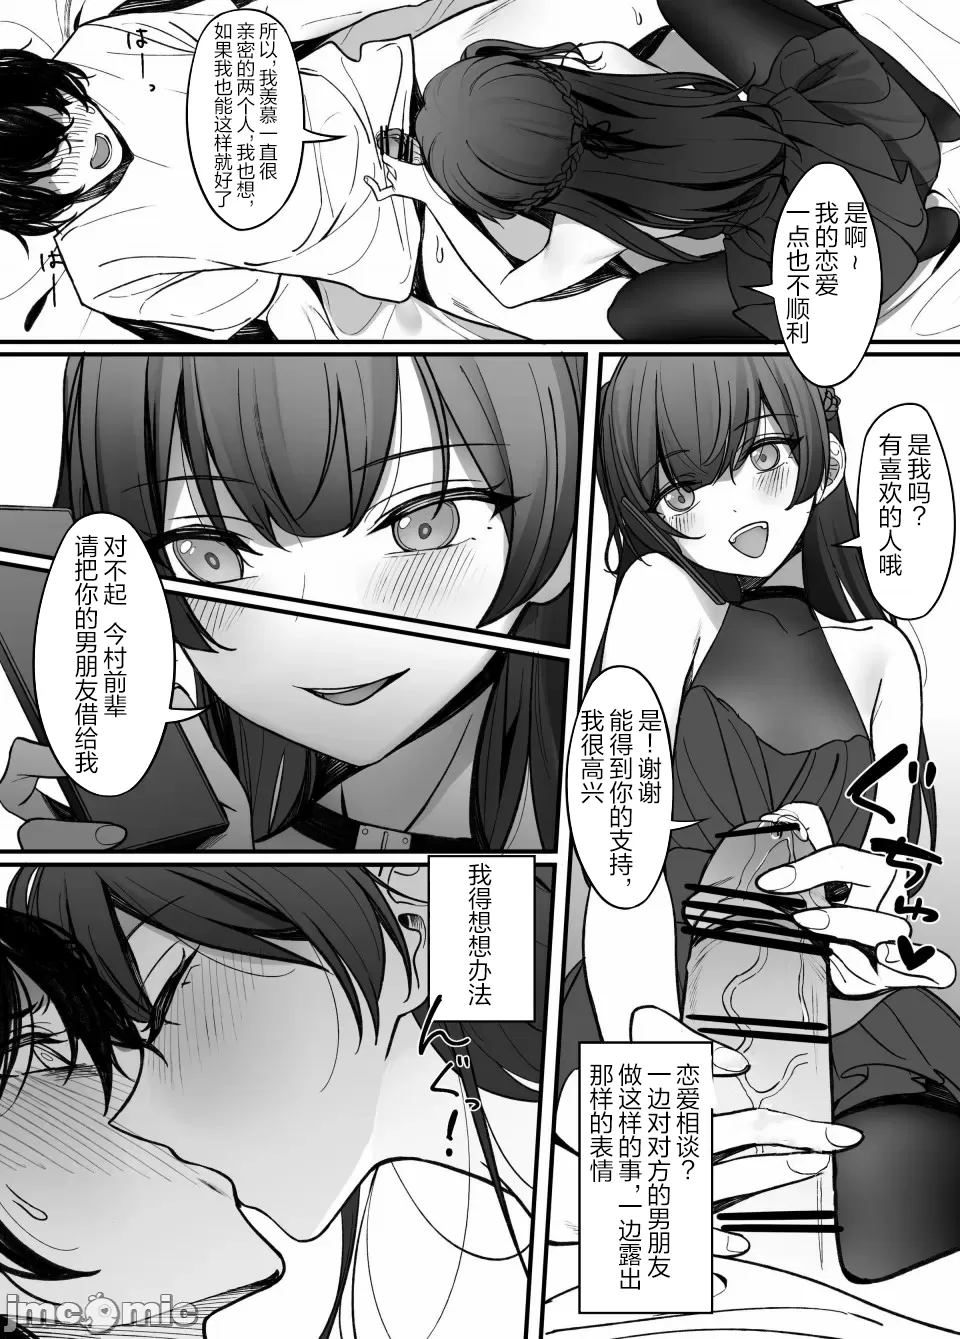 是啊~
我的恋爱
一点也不顺利
所以，我羡慕一直很
亲密的两个人，我也想，
如果我也能这样就好了
はーっ
はーっ
是我吗？
有喜欢的人哦
是！谢谢
能得到你的支持，
我很高兴
ぐちゅ♥
恋爱相谈？
一边对对方的男朋友
做这样的事，一边露出
那样的表情
对不起 今村前辈
请把你的男朋友借给我
我得想想办法
んぐっ！
jmcomic